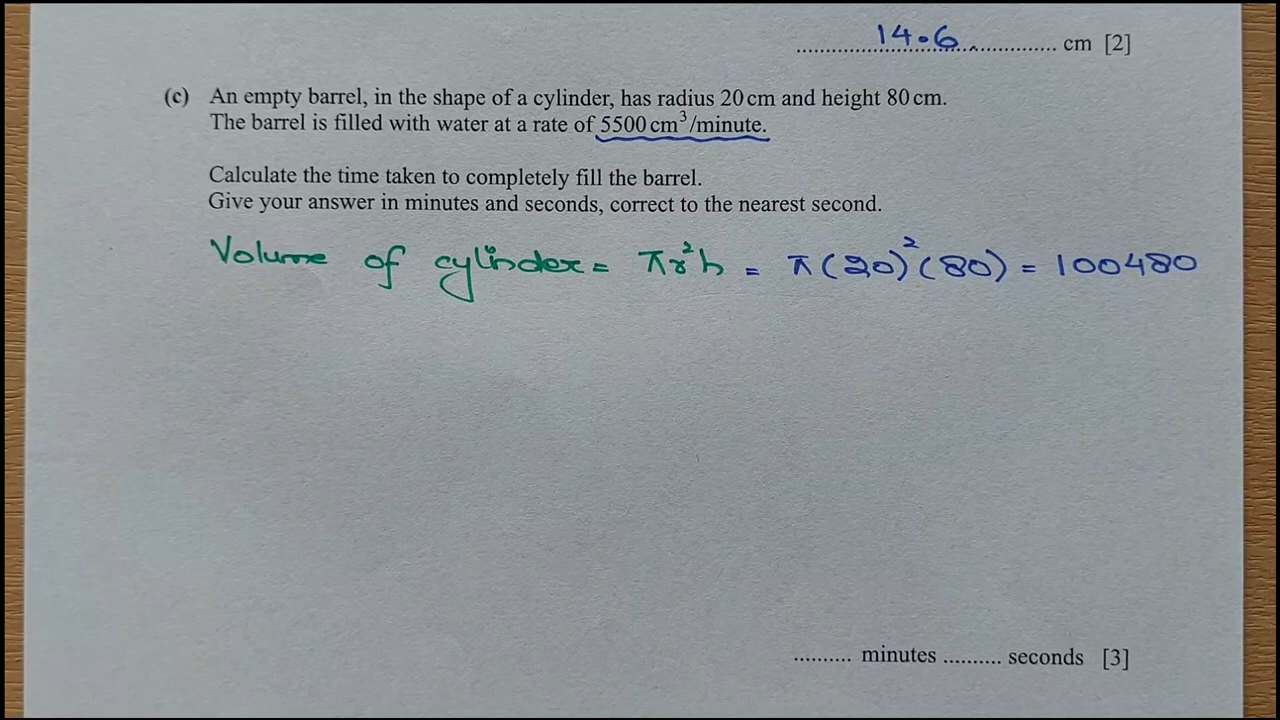 14.6 cm [2]
(c) An empty barrel, in the shape of a cylinder, has radius 20 cm and height 80 cm.
The barrel is filled with water at a rate of 5500 cm³/minute.
Calculate the time taken to completely fill the barrel.
Give your answer in minutes and seconds, correct to the nearest second.
Volume of cylinder = πr²h = π(20)²(80) = 100480
.......... minutes .......... seconds [3]